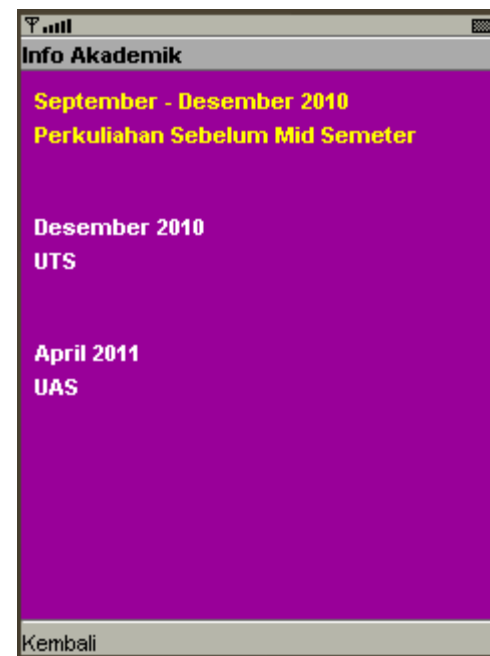 Info Akademik
September - Desember 2010
Perkuliahan Sebelum Mid Semeter
Desember 2010
UTS
April 2011
UAS
Kembali